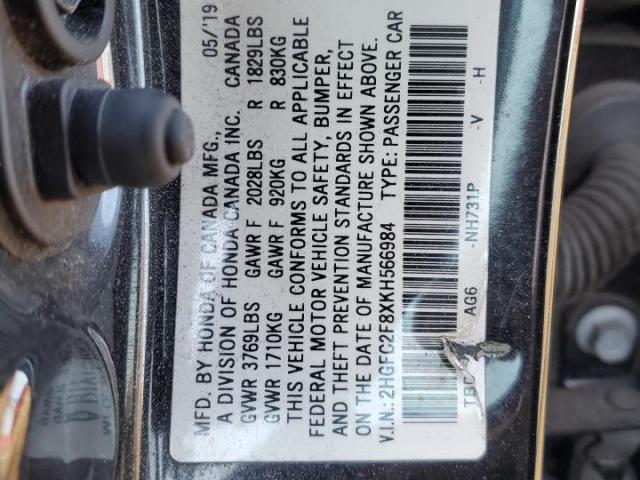 MFD. BY HONDA OF CANADA MFG., 05/'19
A DIVISION OF HONDA CANADA INC. CANADA
GVWR 3769LBS GAWR F 2028LBS R 1829LBS
GVWR 1710KG GAWR F 920KG R 830KG
THIS VEHICLE CONFORMS TO ALL APPLICABLE
FEDERAL MOTOR VEHICLE SAFETY, BUMPER,
AND THEFT PREVENTION STANDARDS IN EFFECT
ON THE DATE OF MANUFACTURE SHOWN ABOVE.
V.I.N.: 2HGFC2F8XKH566984 TYPE: PASSENGER CAR
AG6 -NH731P -V -H